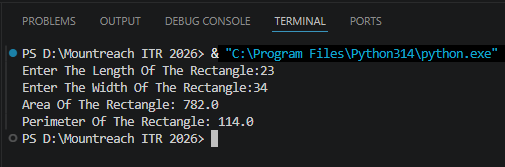 PROBLEMS OUTPUT DEBUG CONSOLE TERMINAL PORTS
PS D:\Mountreach ITR 2026> & "C:\Program Files\Python314\python.exe"
Enter The Length Of The Rectangle:23
Enter The Width Of The Rectangle:34
Area Of The Rectangle: 782.0
Perimeter Of The Rectangle: 114.0
PS D:\Mountreach ITR 2026>